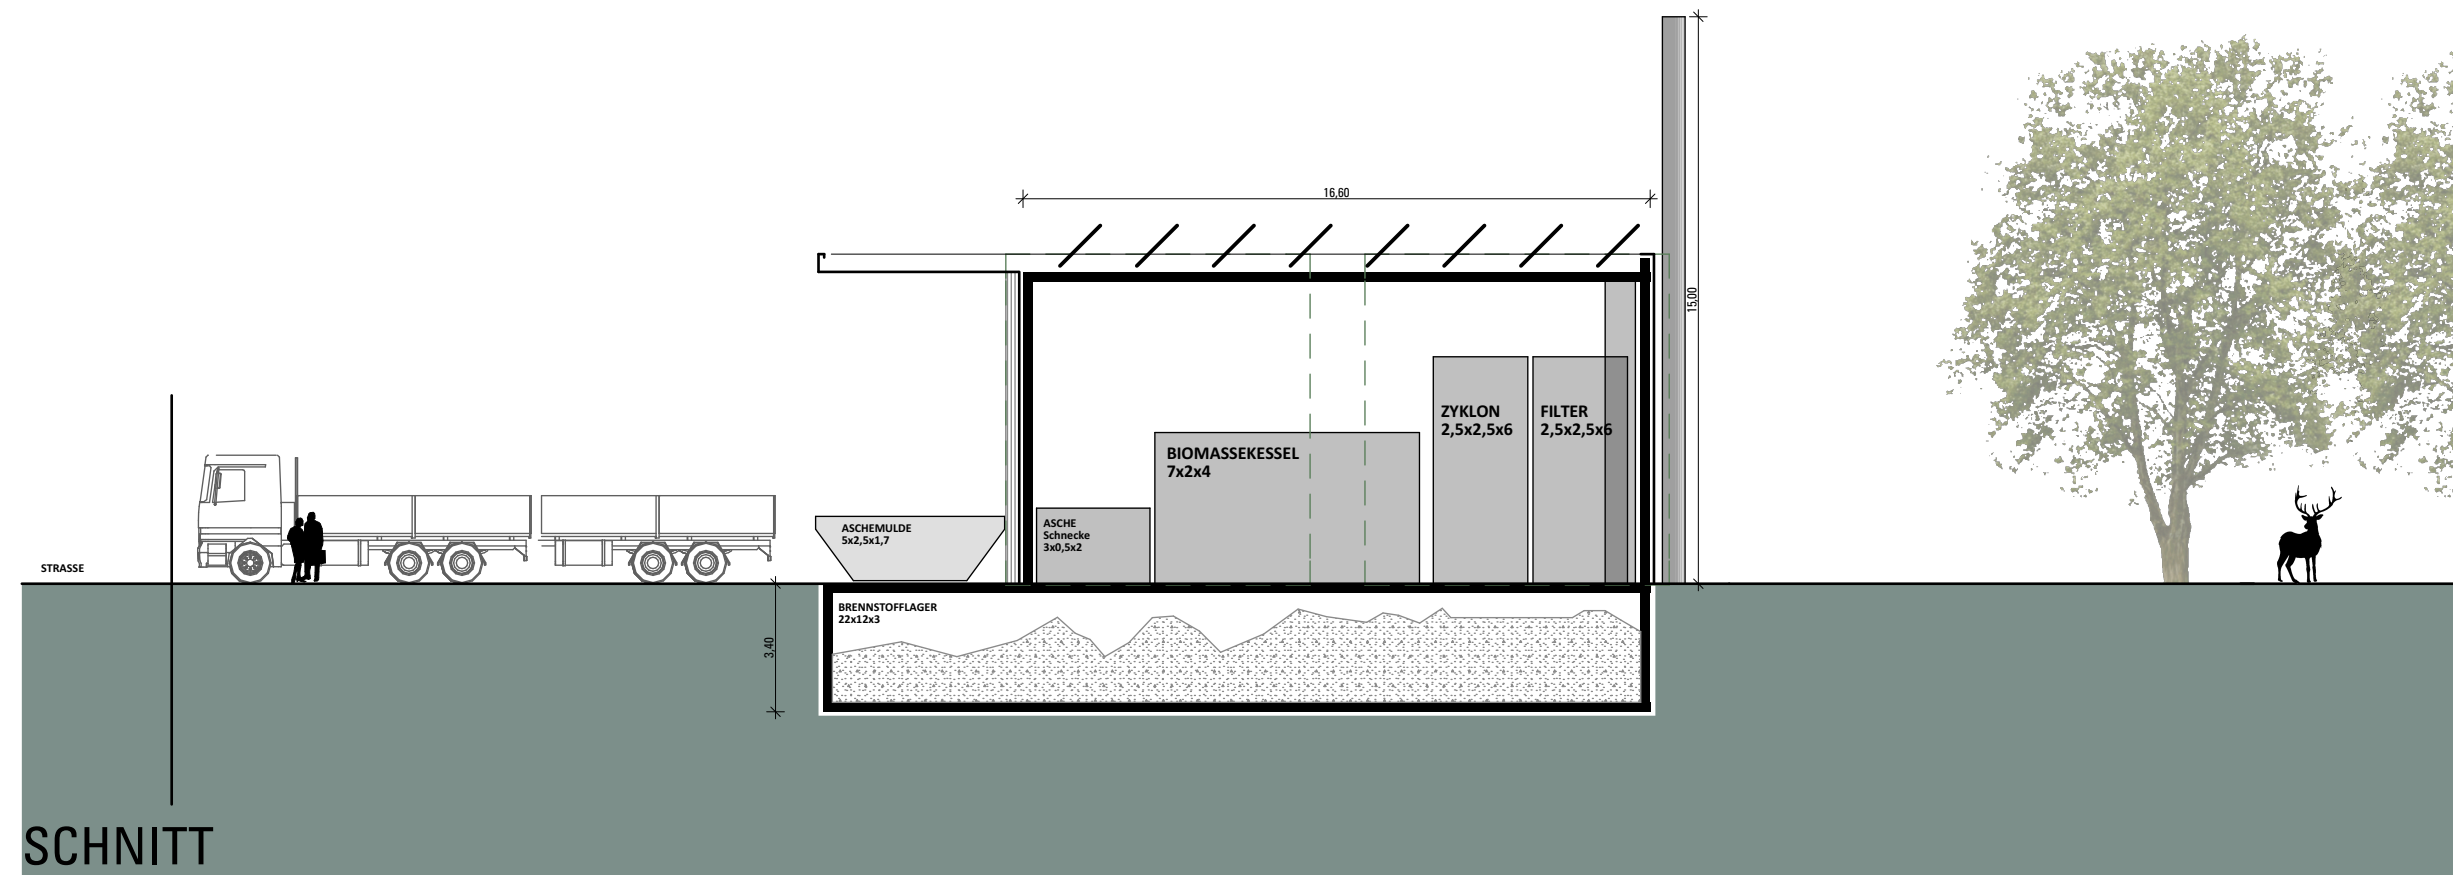 16,60
15,00
ZYKLON
2,5x2,5x6
FILTER
2,5x2,5x6
BIOMASSEKESSEL
7x2x4
ASCHEMULDE
5x2,5x1,7
ASCHE
Schnecke
3x0,5x2
STRASSE
BRENNSTOFFLAGER
22x12x3
3,40
SCHNITT